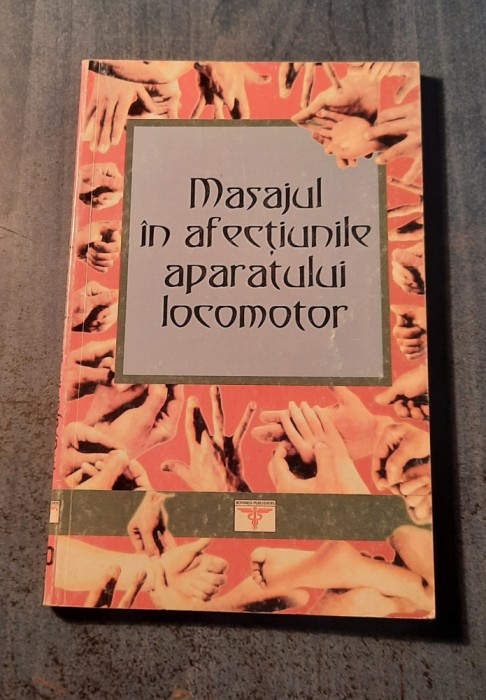 Masajul
în afecțiunile
aparatului
locomotor